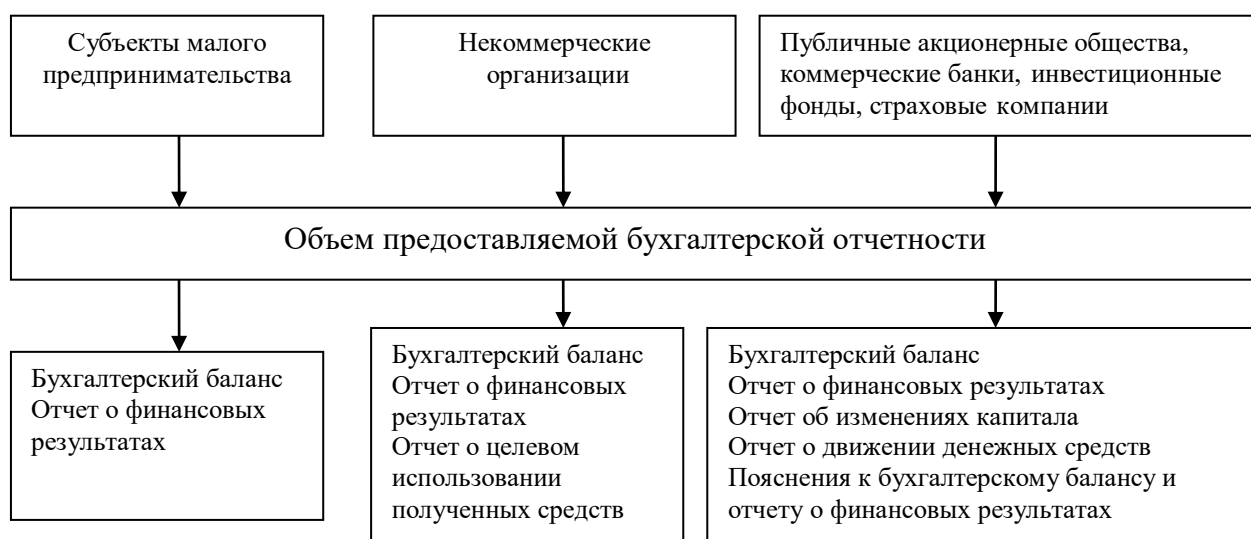 Субъекты малого
предпринимательства
Некоммерческие
организации
Публичные акционерные общества,
коммерческие банки, инвестиционные
фонды, страховые компании
Объем предоставляемой бухгалтерской отчетности
Бухгалтерский баланс
Отчет о финансовых
результатах
Бухгалтерский баланс
Отчет о финансовых
результатах
Отчет о целевом
использовании
полученных средств
Бухгалтерский баланс
Отчет о финансовых результатах
Отчет об изменениях капитала
Отчет о движении денежных средств
Пояснения к бухгалтерскому балансу и
отчету о финансовых результатах